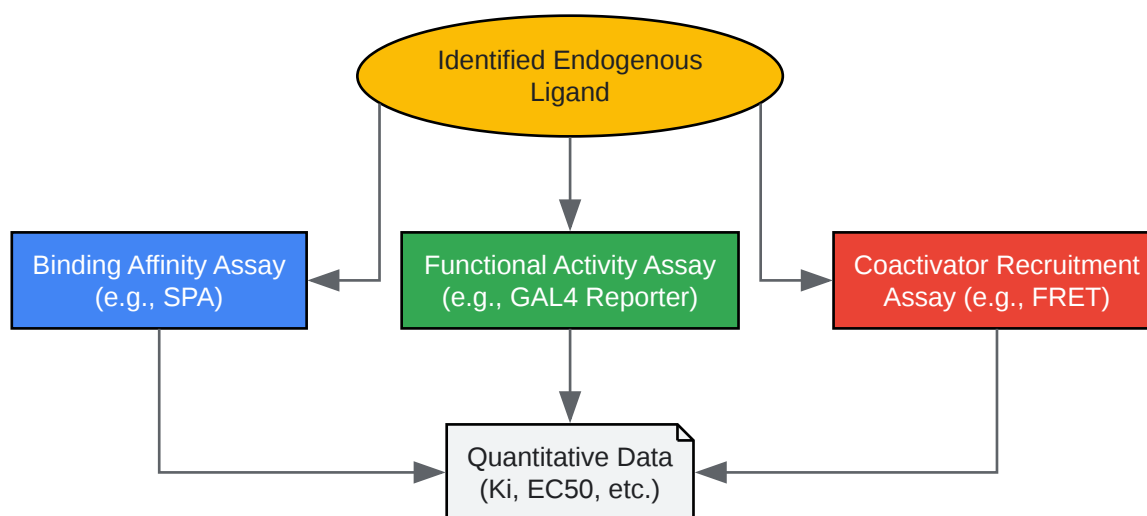 Identified Endogenous
Ligand
Binding Affinity Assay
(e.g., SPA)
Functional Activity Assay
(e.g., GAL4 Reporter)
Coactivator Recruitment
Assay (e.g., FRET)
Quantitative Data
(Ki, EC50, etc.)